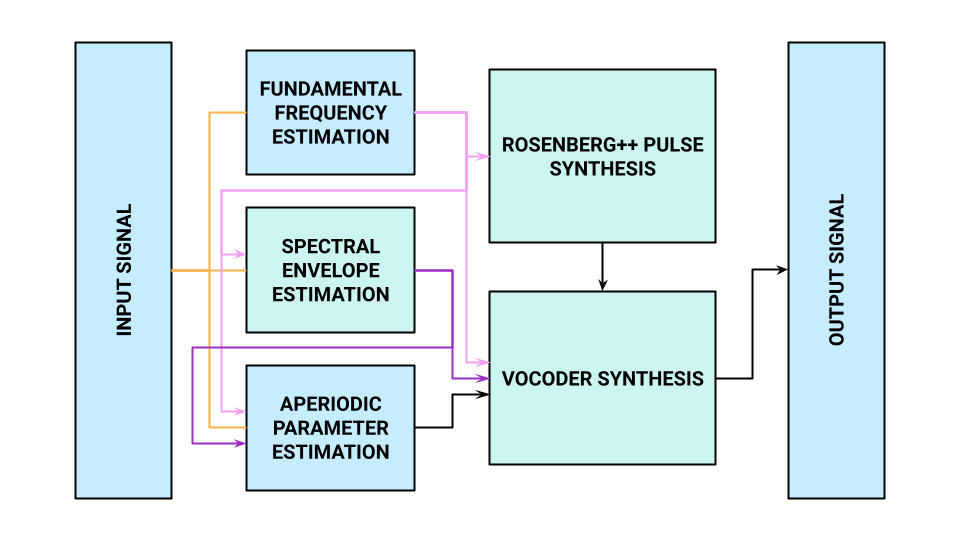 INPUT SIGNAL
FUNDAMENTAL
FREQUENCY
ESTIMATION
SPECTRAL
ENVELOPE
ESTIMATION
APERIODIC
PARAMETER
ESTIMATION
ROSENBERG++ PULSE
SYNTHESIS
VOCODER SYNTHESIS
OUTPUT SIGNAL